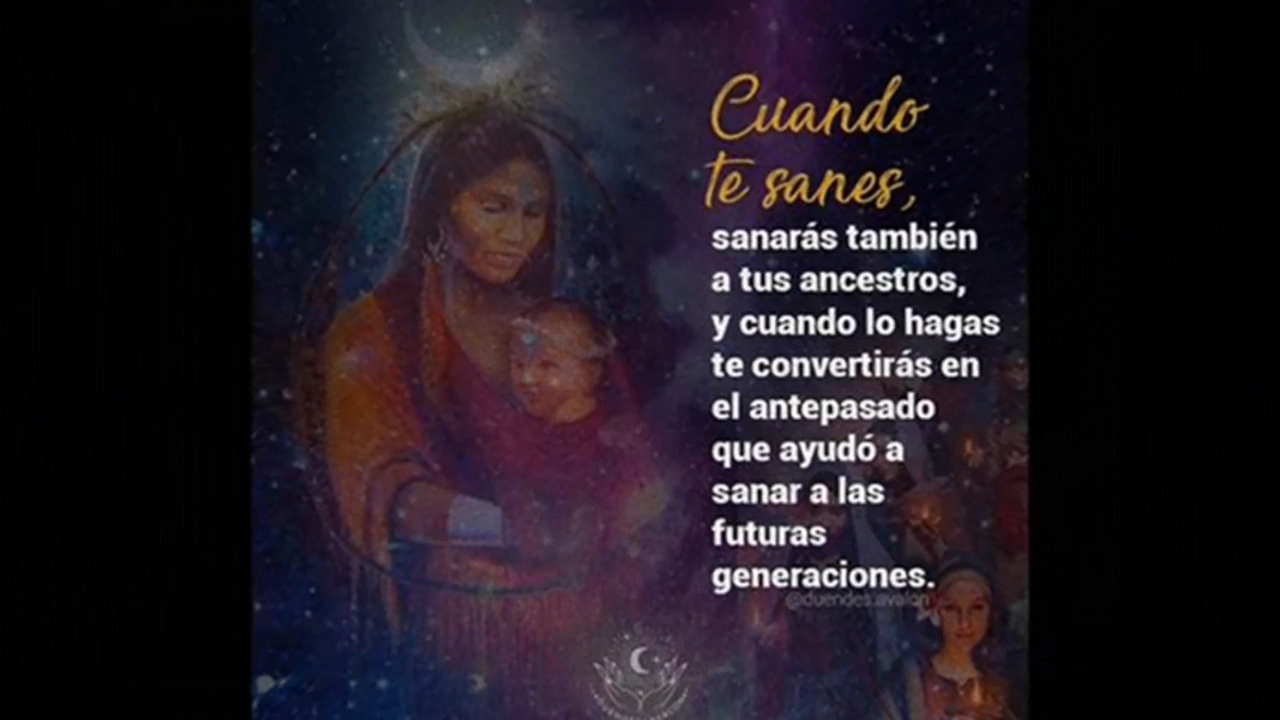 Cuando
te sanes,
sanarás también
a tus ancestros,
y cuando lo hagas
te convertirás en
el antepasado
que ayudó a
sanar a las
futuras
generaciones.
@duendes.avalon